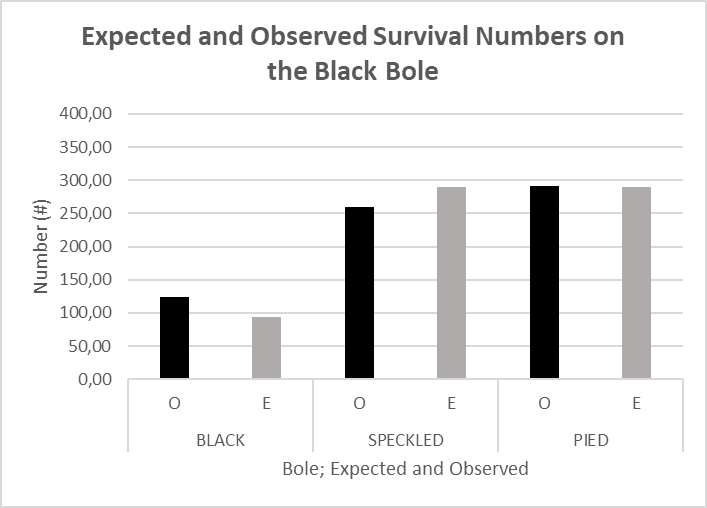 Expected and Observed Survival Numbers on
the Black Bole
400,00
350,00
300,00
250,00
200,00
150,00
100,00
50,00
0,00
Number (#)
O E O E O E
BLACK SPECKLED PIED
Bole; Expected and Observed